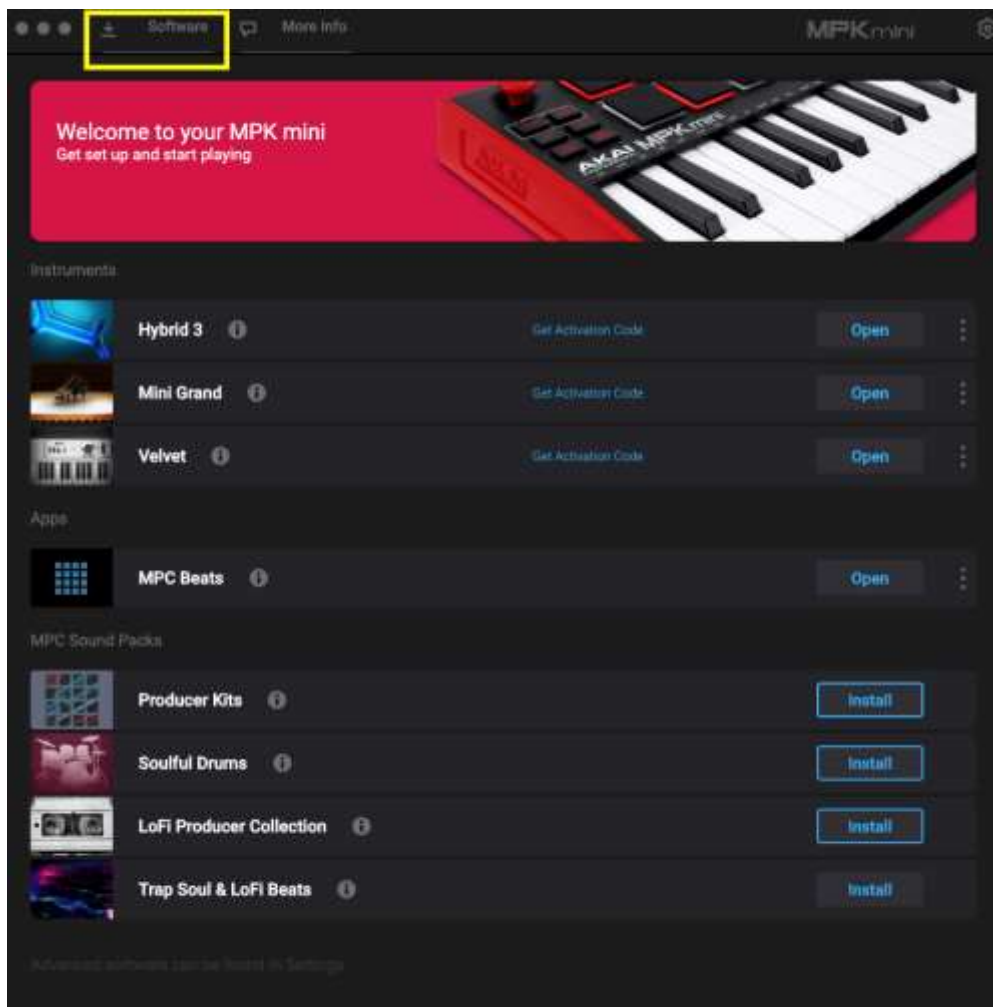 Software
More Info
MPKmini
Welcome to your MPK mini
Get set up and start playing
AKAI MPKmini
AKAI
Instruments
Hybrid 3
Get Activation Code
Open
Mini Grand
Get Activation Code
Open
Velvet
Get Activation Code
Open
Apps
MPC Beats
Open
MPC Sound Packs
Producer Kits
Install
Soulful Drums
Install
LoFi Producer Collection
Install
Trap Soul & LoFi Beats
Install
Advanced software can be found in Settings